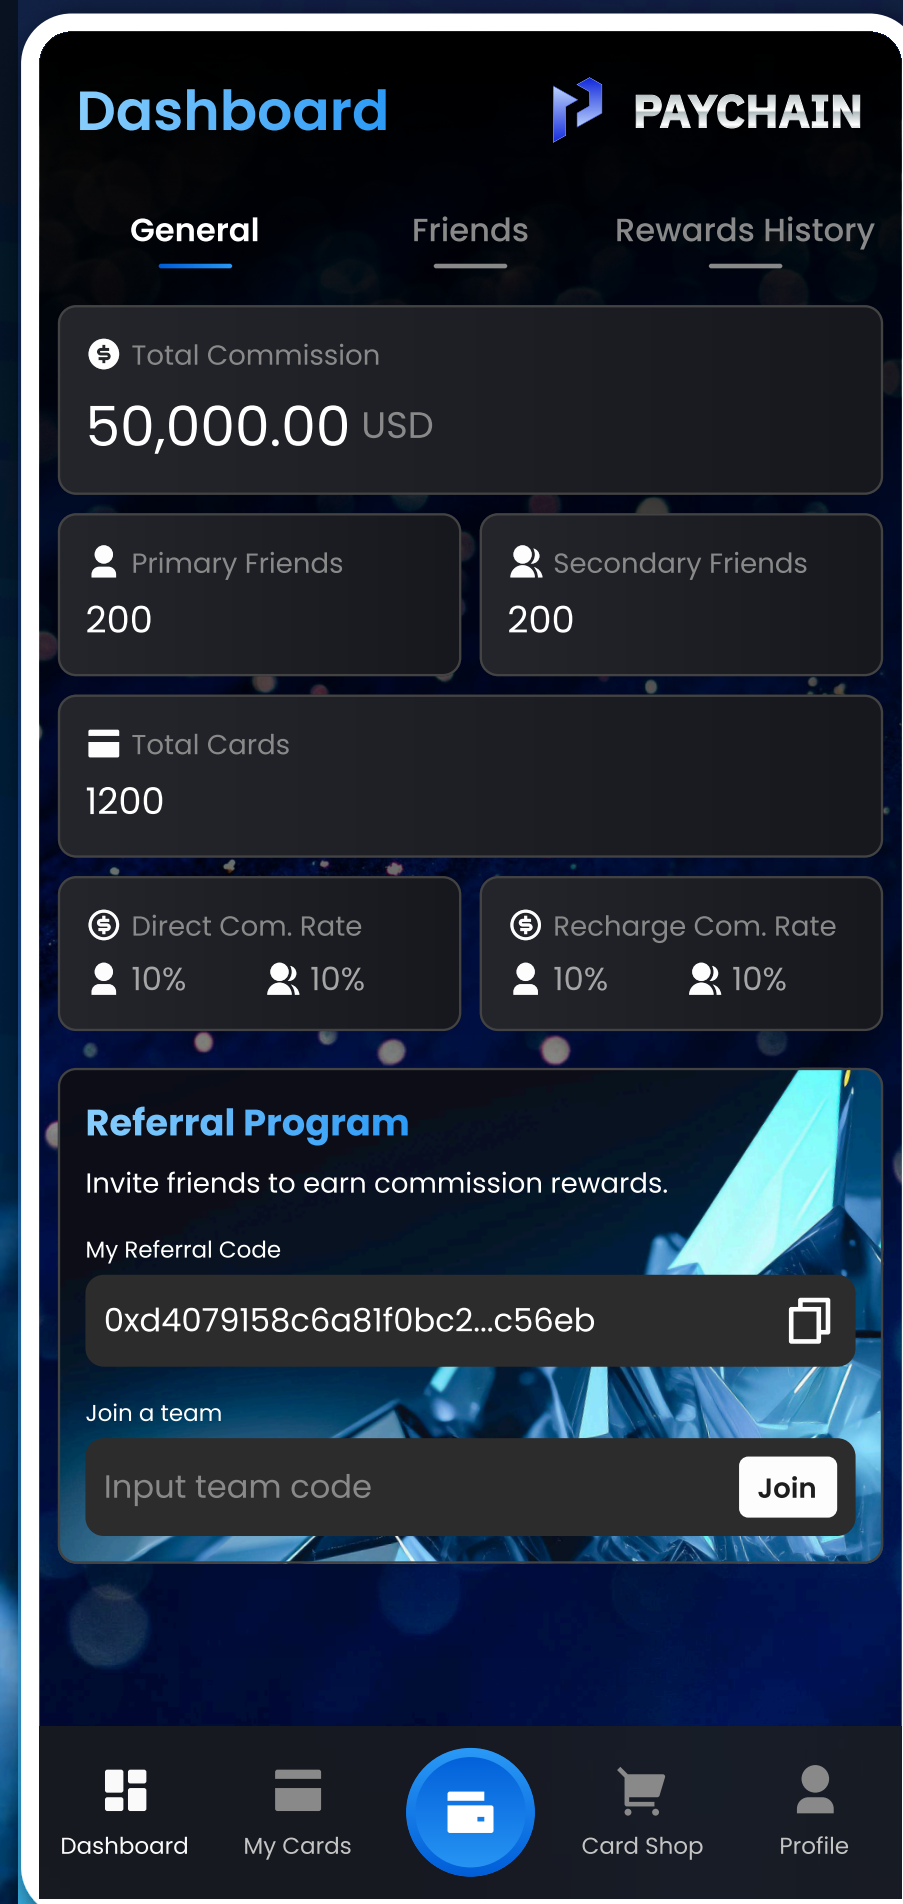 Dashboard
PAYCHAIN
General Friends Rewards History
Total Commission
50,000.00 USD
Primary Friends
200
Secondary Friends
200
Total Cards
1200
Direct Com. Rate
10% 10%
Recharge Com. Rate
10% 10%
Referral Program
Invite friends to earn commission rewards.
My Referral Code
0xd4079158c6a81f0bc2...c56eb
Join a team
Input team code Join
Dashboard My Cards Card Shop Profile